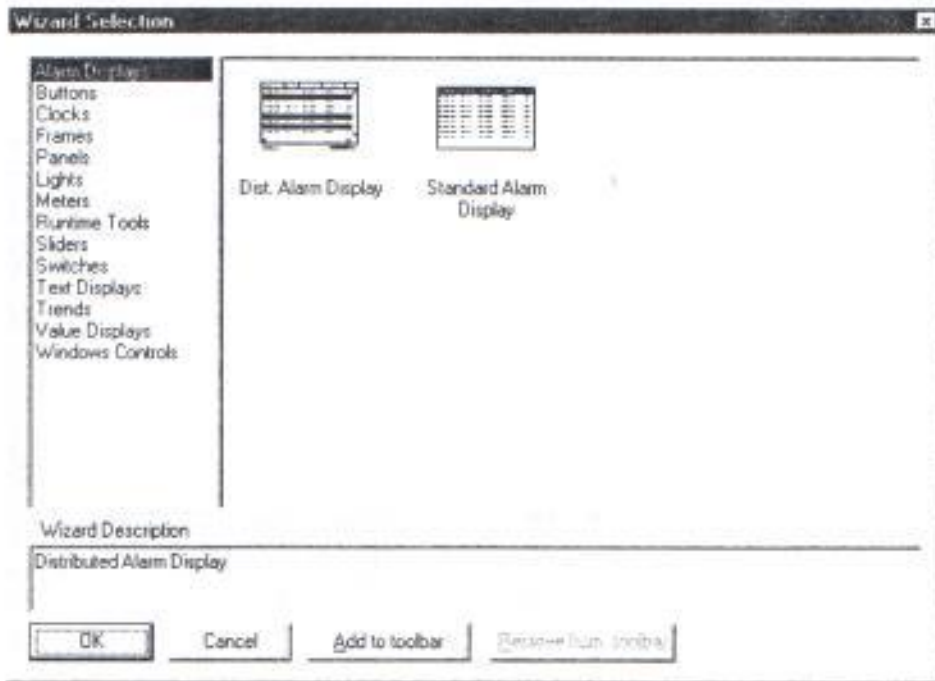 Wizard Selection
Alarm Displays
Buttons
Clocks
Frames
Panels
Lights
Meters
Runtime Tools
Sliders
Switches
Text Displays
Trends
Value Displays
Windows Controls
Dist. Alarm Display
Standard Alarm
Display
Wizard Description
Distributed Alarm Display
OK
Cancel
Add to toolbar
Remove from toolbar